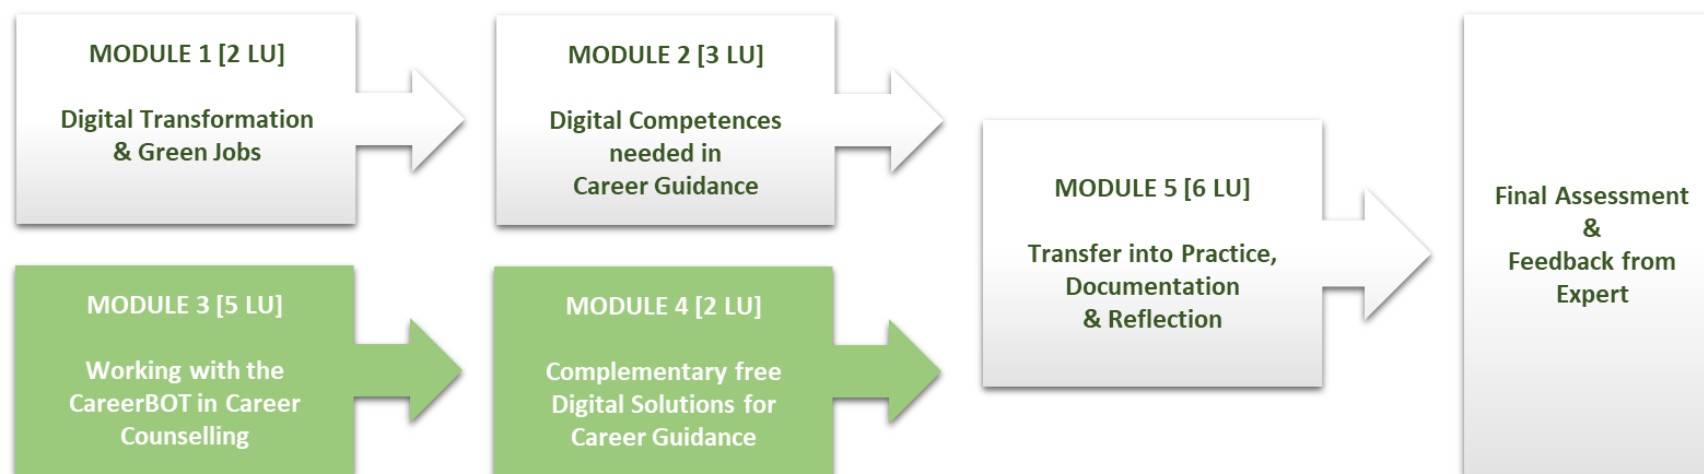 MODULE 1 [2 LU]
Digital Transformation
& Green Jobs
MODULE 2 [3 LU]
Digital Competences
needed in
Career Guidance
MODULE 3 [5 LU]
Working with the
CareerBOT in Career
Counselling
MODULE 4 [2 LU]
Complementary free
Digital Solutions for
Career Guidance
MODULE 5 [6 LU]
Transfer into Practice,
Documentation
& Reflection
Final Assessment
&
Feedback from
Expert